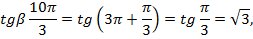 tgβ 10π/3 = tg (3π + π/3) = tg π/3 = √3,